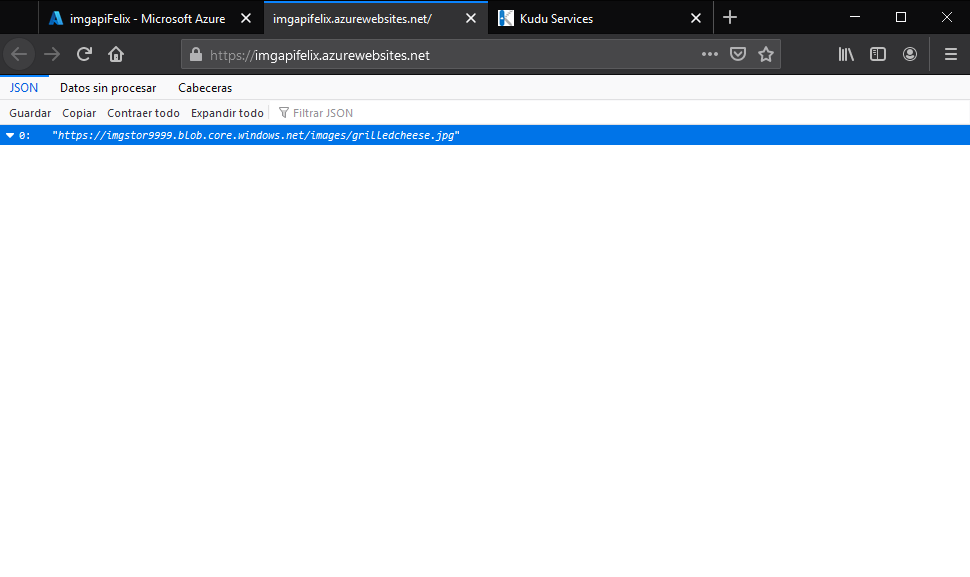 imgapiFelix - Microsoft Azure
imgapifelix.azurewebsites.net/
Kudu Services
https://imgapifelix.azurewebsites.net
JSON
Datos sin procesar
Cabeceras
Guardar
Copiar
Contraer todo
Expandir todo
Filtrar JSON
0: "https://imgstor9999.blob.core.windows.net/images/grilledcheese.jpg"